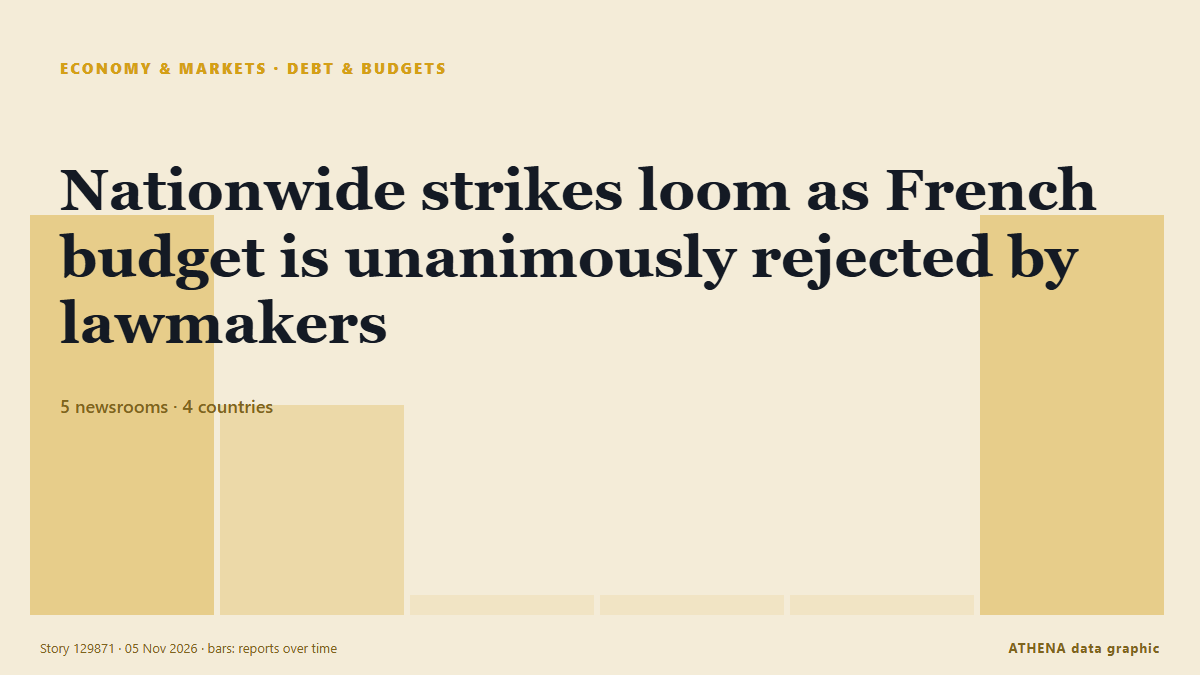 ECONOMY & MARKETS · DEBT & BUDGETS
Nationwide strikes loom as French
budget is unanimously rejected by
lawmakers
5 newsrooms · 4 countries
Story 129871 · 05 Nov 2026 · bars: reports over time
ATHENA data graphic